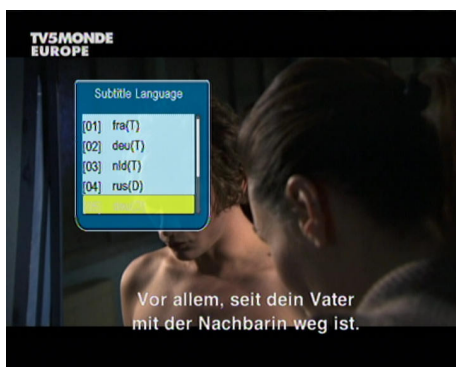 TV5MONDE
EUROPE
Subtitle Language
[01] fra(T)
[02] deu(T)
[03] nld(T)
[04] rus(D)
Vor allem, seit dein Vater
mit der Nachbarin weg ist.